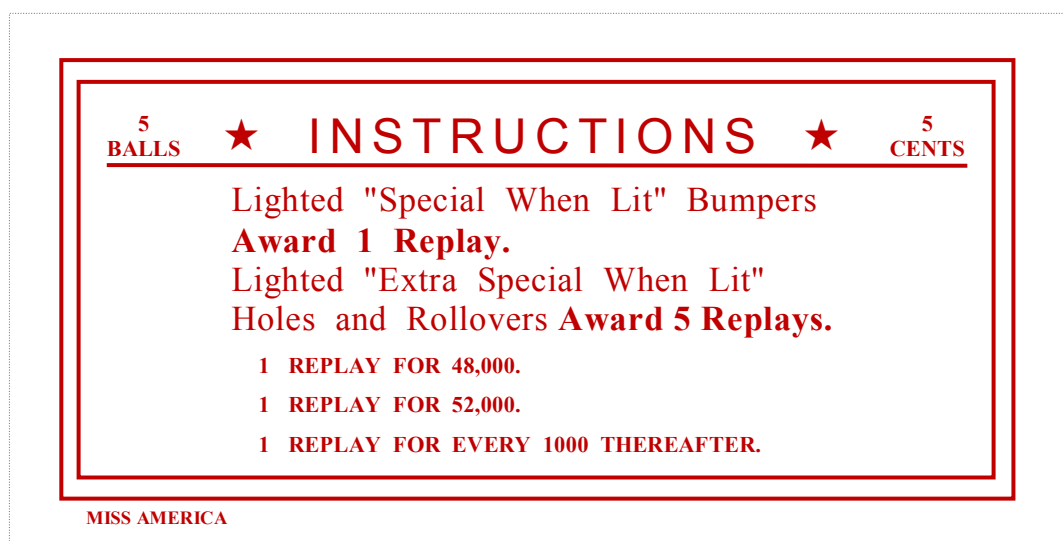 5 BALLS ★ INSTRUCTIONS ★ 5 CENTS
Lighted "Special When Lit" Bumpers
Award 1 Replay.
Lighted "Extra Special When Lit"
Holes and Rollovers Award 5 Replays.
1 REPLAY FOR 48,000.
1 REPLAY FOR 52,000.
1 REPLAY FOR EVERY 1000 THEREAFTER.
MISS AMERICA